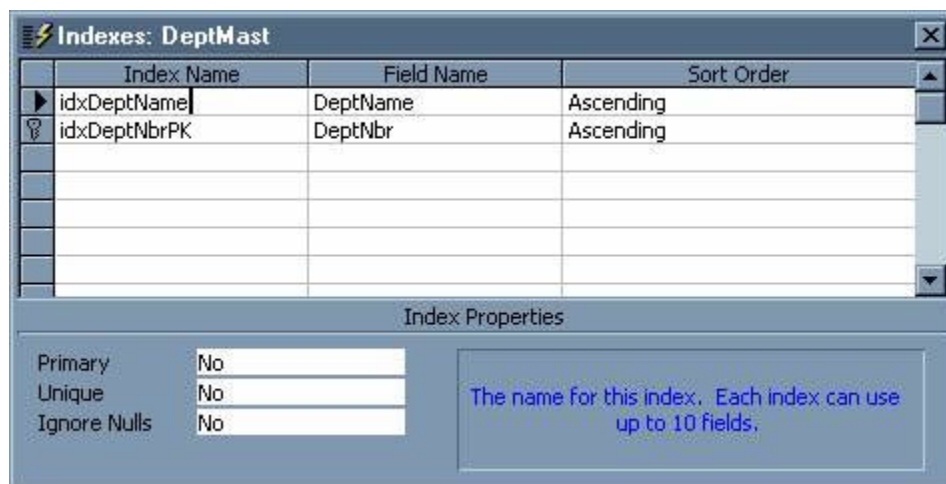 Indexes: DeptMast
Index Name Field Name Sort Order
idxDeptName DeptName Ascending
idxDeptNbrPK DeptNbr Ascending
Index Properties
Primary No
Unique No
Ignore Nulls No
The name for this index. Each index can use
up to 10 fields.